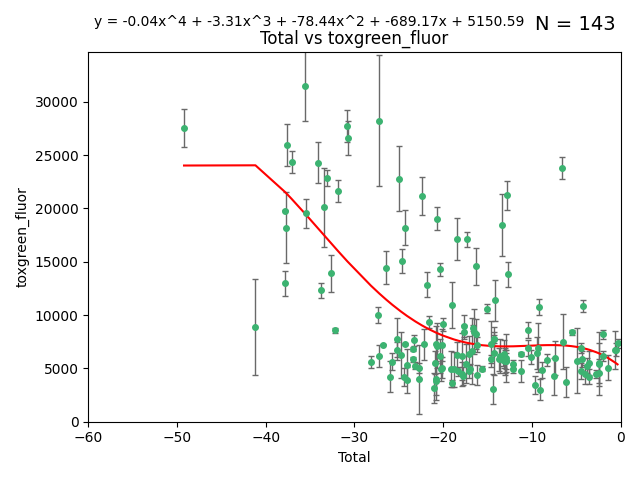 y = -0.04x^4 + -3.31x^3 + -78.44x^2 + -689.17x + 5150.59 N = 143
Total vs toxgreen_fluor
30000
25000
20000
15000
10000
5000
0
toxgreen_fluor
−60 −50 −40 −30 −20 −10 0
Total